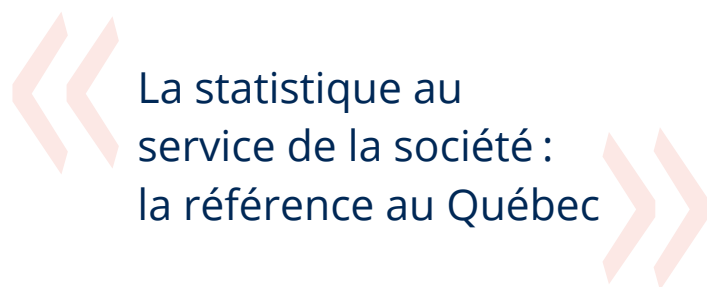 « La statistique au
service de la société :
la référence au Québec »